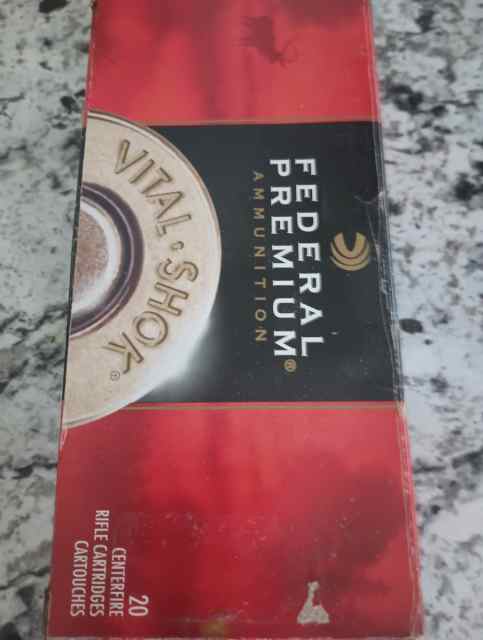 FEDERAL
PREMIUM®
AMMUNITION
VITAL·SHOK®
20
CENTERFIRE
RIFLE CARTRIDGES
CARTOUCHES